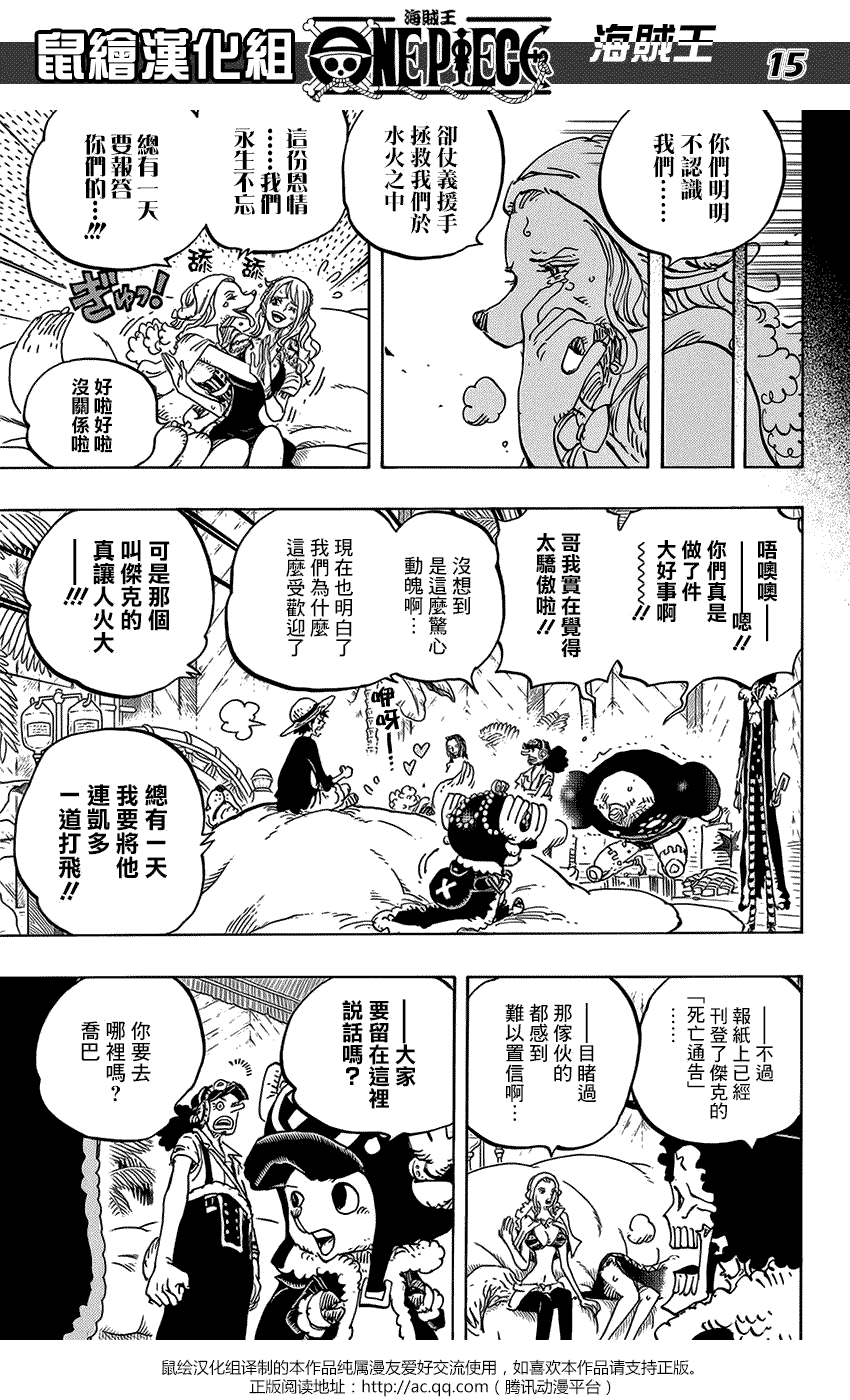 鼠繪漢化組
海賊王
ONE PIECE
海賊王
15
你們明明
不認識
我們……
卻仗義援手
拯救我們於
水火之中
這份恩情
……我們
永生不忘
總有一天
要報答
你們的…!!!
舔
舔
ぎゅっ!
好啦好啦
沒關係啦
唔噢噢——嗯!!
你們真是
做了件
大好事啊
～～～～
哥我實在覺得
太驕傲啦!!
沒想到
是這麼驚心
動魄啊…
現在也明白了
我們為什麼
這麼受歡迎了
可是那個
叫傑克的
真讓人火大
——!!!
咿呀——
總有一天
我要將他
連凱多
一道打飛!!
——不過
報紙上已經
刊登了傑克的
「死亡通告」
……
——目睹過
那傢伙的
都感到
難以置信啊…
——大家
要留在這裡
說話嗎?
你要去
哪裡嗎?
喬巴
鼠绘汉化组译制的本作品纯属漫友爱好交流使用，如喜欢本作品请支持正版。
正版阅读地址：http://ac.qq.com（腾讯动漫平台）